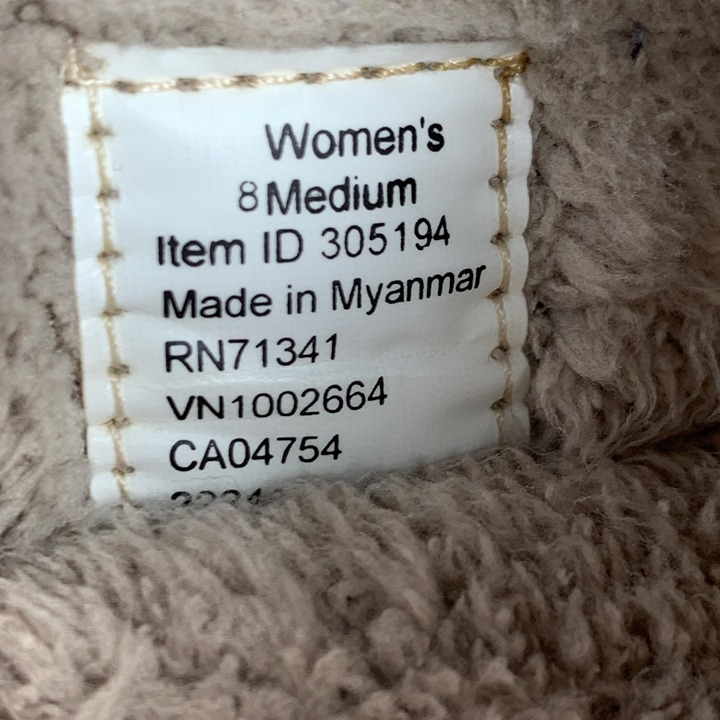 Women's
8 Medium
Item ID 305194
Made in Myanmar
RN71341
VN1002664
CA04754